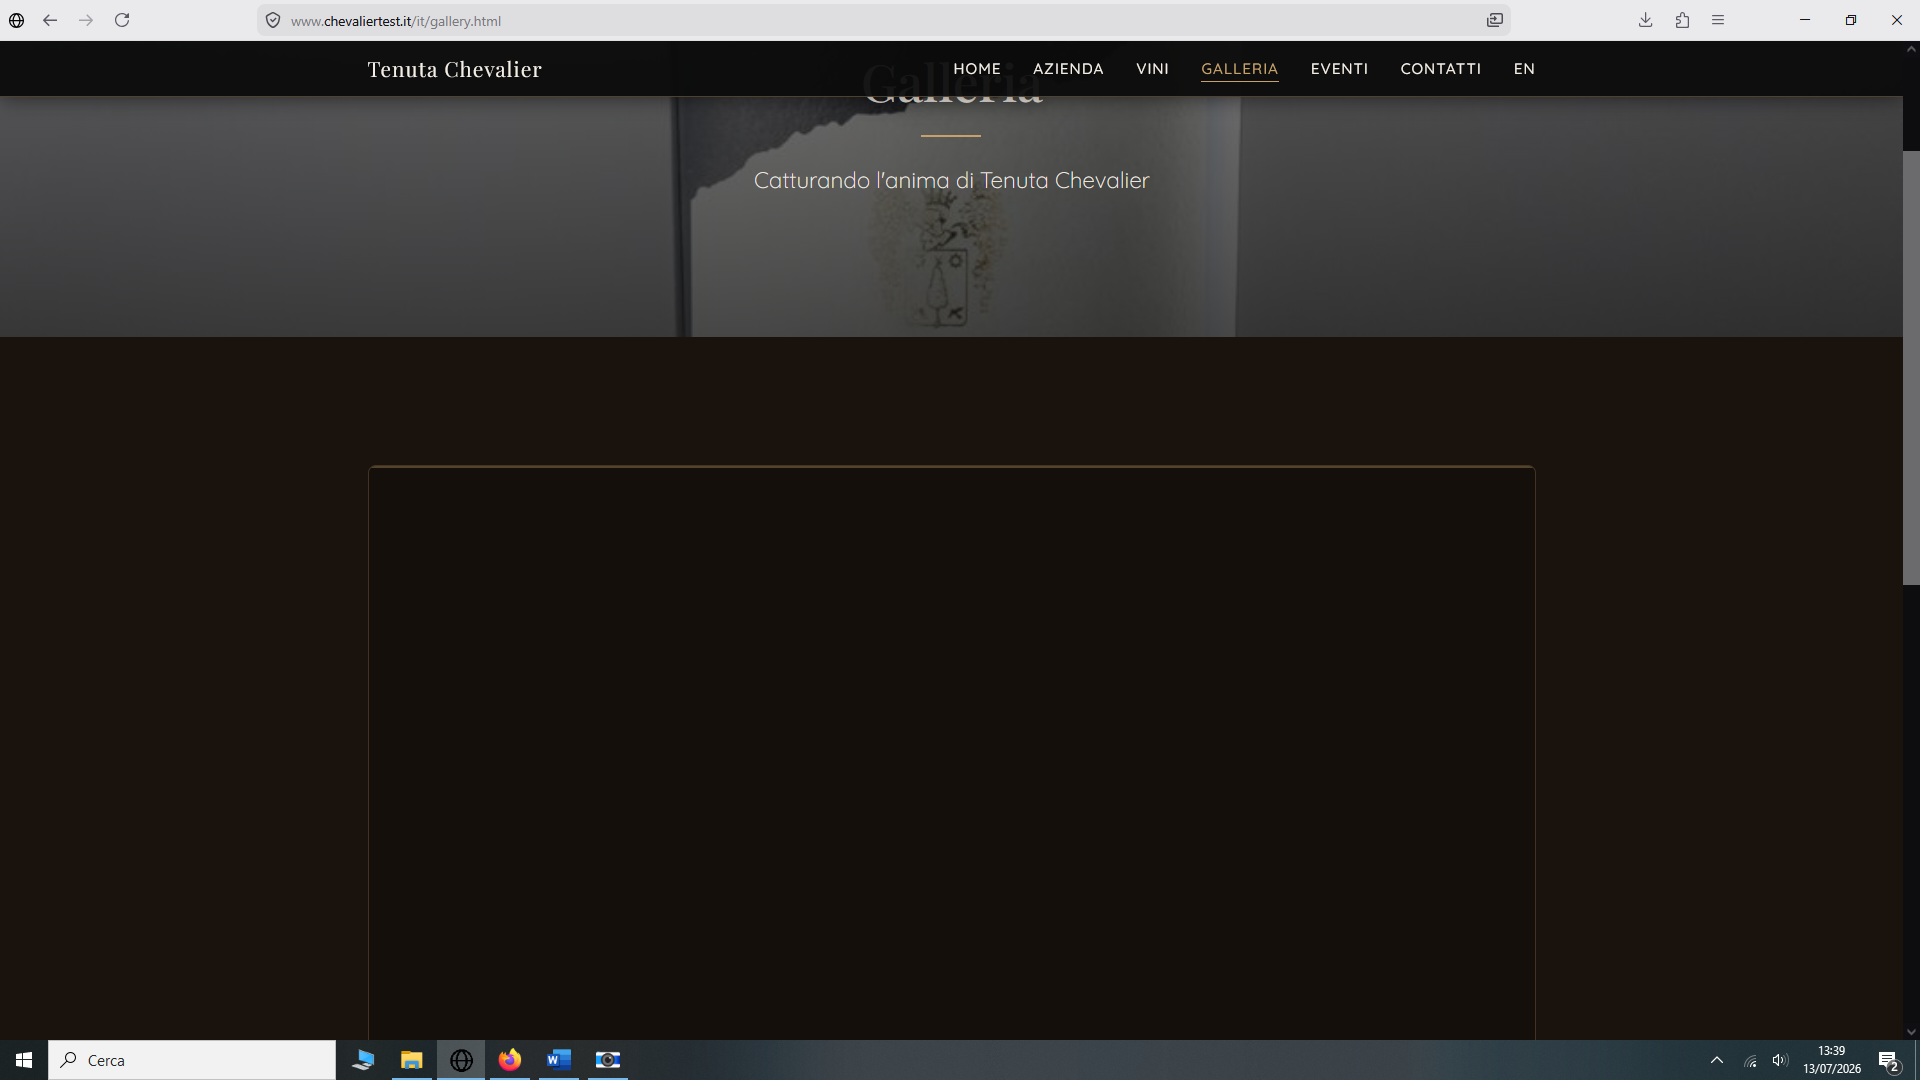 www.chevaliertest.it/it/gallery.html
Tenuta Chevalier
HOME
AZIENDA
VINI
GALLERIA
EVENTI
CONTATTI
EN
Galleria
Catturando l'anima di Tenuta Chevalier
Cerca
13:39
13/07/2026
2